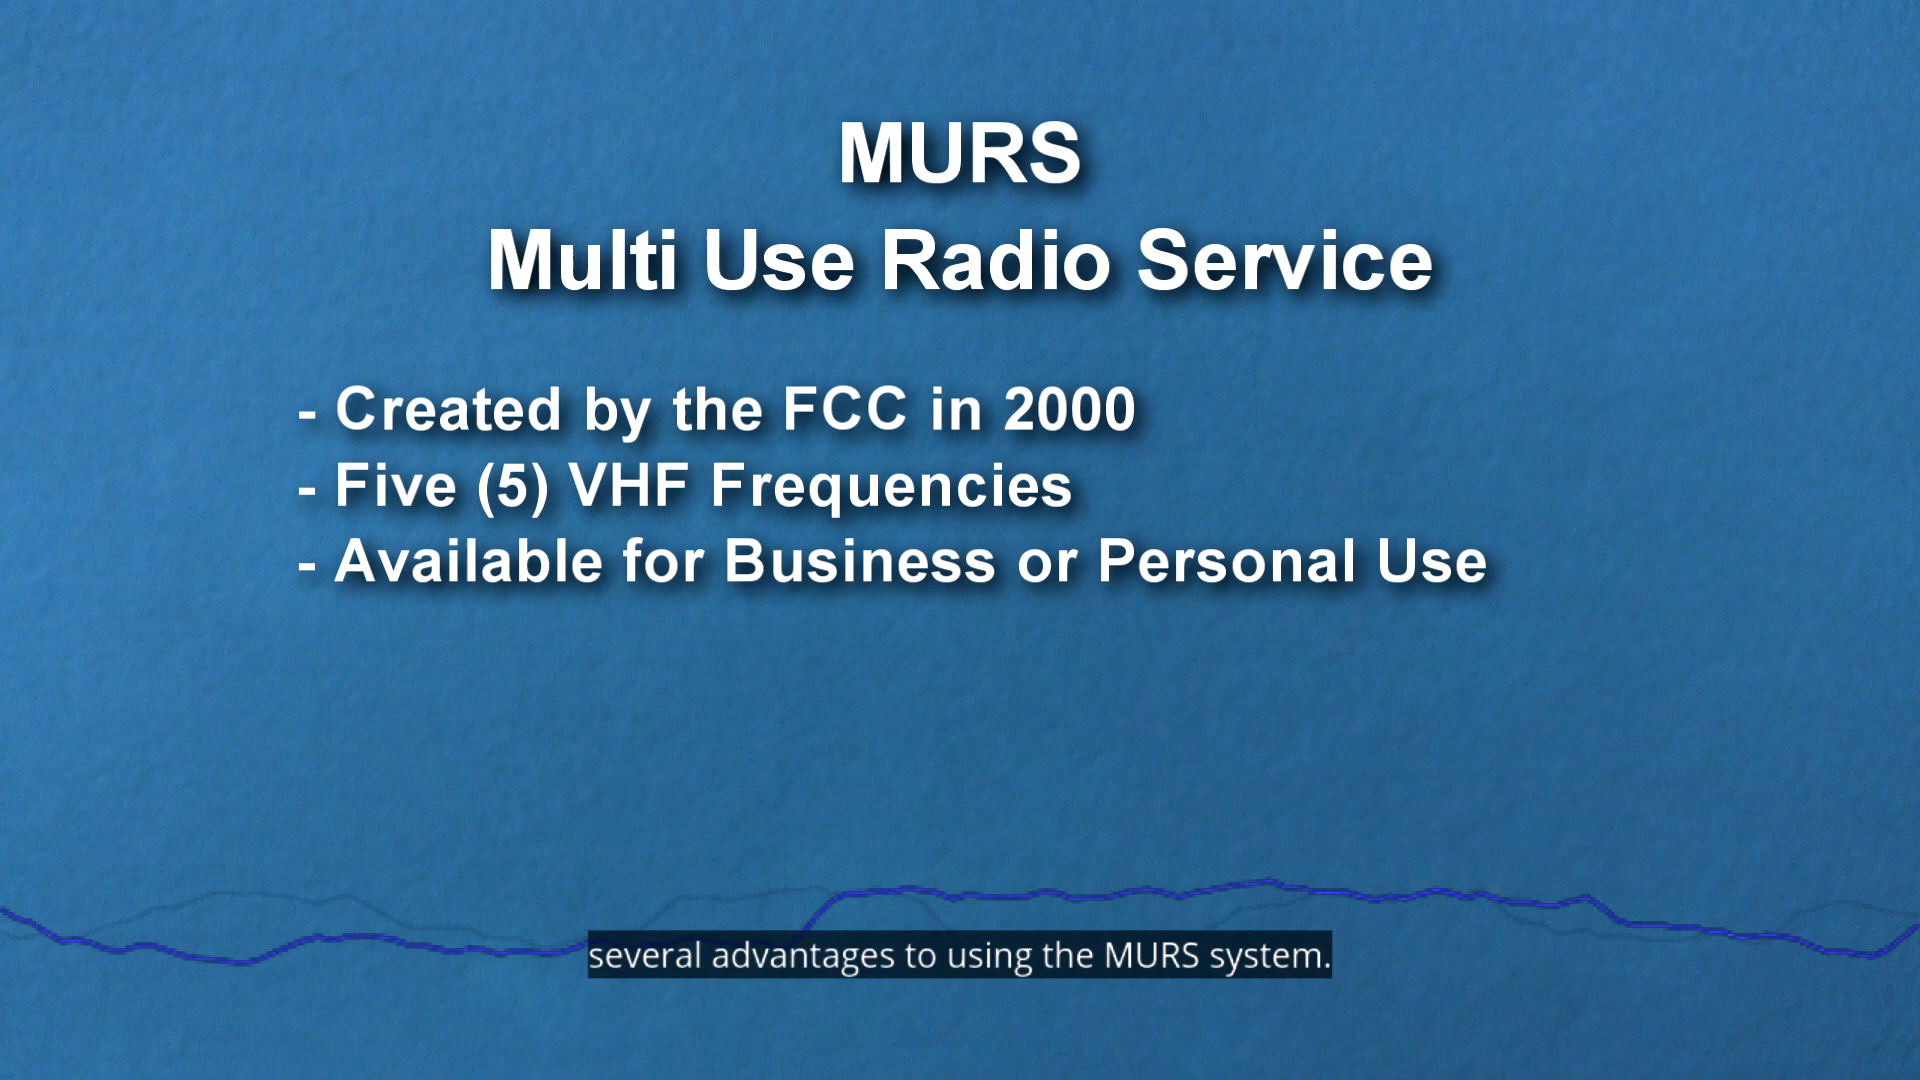 MURS
Multi Use Radio Service
- Created by the FCC in 2000
- Five (5) VHF Frequencies
- Available for Business or Personal Use
several advantages to using the MURS system.